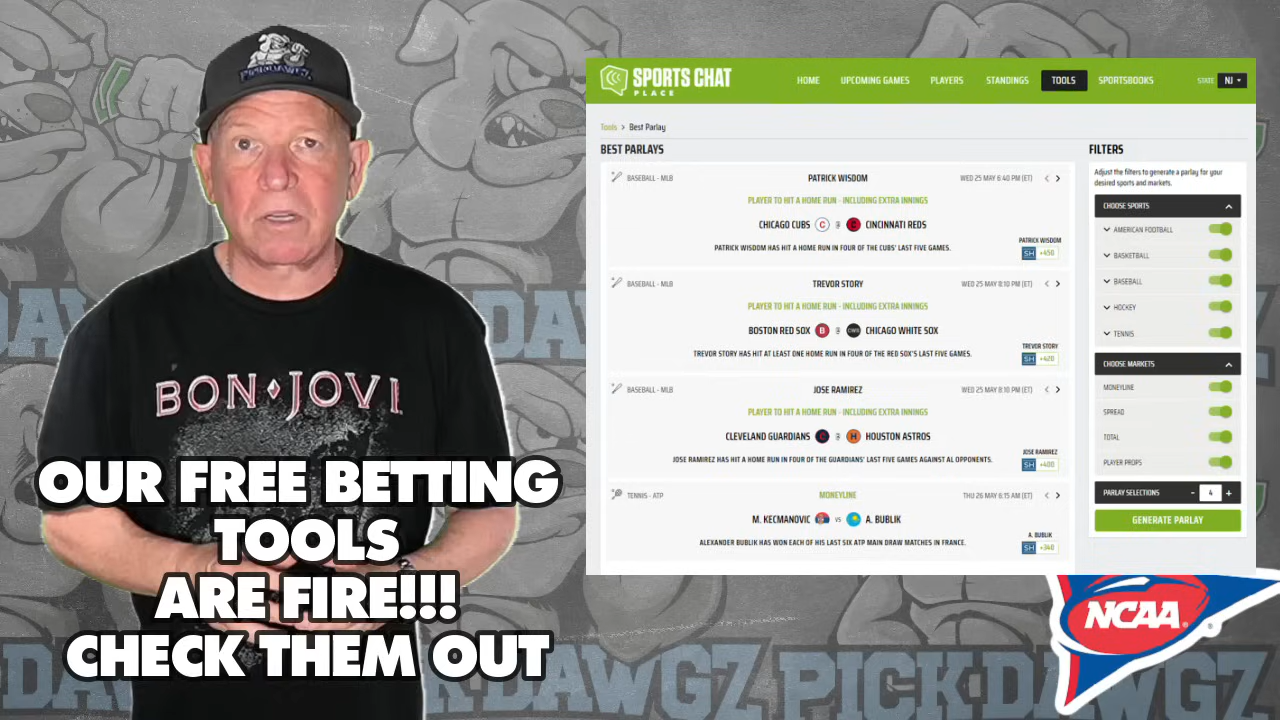 PICKDAWGZ
BON JOVI
OUR FREE BETTING
TOOLS
ARE FIRE!!!
CHECK THEM OUT
SPORTS CHAT
PLACE
HOME
UPCOMING GAMES
PLAYERS
STANDINGS
TOOLS
SPORTSBOOKS
STATE
NJ
Tools > Best Parlay
BEST PARLAYS
BASEBALL - MLB
PATRICK WISDOM
WED 25 MAY 6:40 PM (ET)
PLAYER TO HIT A HOME RUN - INCLUDING EXTRA INNINGS
CHICAGO CUBS C @ C CINCINNATI REDS
PATRICK WISDOM HAS HIT A HOME RUN IN FOUR OF THE CUBS' LAST FIVE GAMES.
PATRICK WISDOM
SH +450
BASEBALL - MLB
TREVOR STORY
WED 25 MAY 8:10 PM (ET)
PLAYER TO HIT A HOME RUN - INCLUDING EXTRA INNINGS
BOSTON RED SOX B @ CWS CHICAGO WHITE SOX
TREVOR STORY HAS HIT AT LEAST ONE HOME RUN IN FOUR OF THE RED SOX'S LAST FIVE GAMES.
TREVOR STORY
SH +420
BASEBALL - MLB
JOSE RAMIREZ
WED 25 MAY 8:10 PM (ET)
PLAYER TO HIT A HOME RUN - INCLUDING EXTRA INNINGS
CLEVELAND GUARDIANS C @ H HOUSTON ASTROS
JOSE RAMIREZ HAS HIT A HOME RUN IN FOUR OF THE GUARDIANS' LAST FIVE GAMES AGAINST AL OPPONENTS.
JOSE RAMIREZ
SH +400
TENNIS - ATP
MONEYLINE
THU 26 MAY 6:15 AM (ET)
M. KECMANOVIC VS A. BUBLIK
ALEXANDER BUBLIK HAS WON EACH OF HIS LAST SIX ATP MAIN DRAW MATCHES IN FRANCE.
A. BUBLIK
SH +340
FILTERS
Adjust the filters to generate a parlay for your
desired sports and markets.
CHOOSE SPORTS
AMERICAN FOOTBALL
BASKETBALL
BASEBALL
HOCKEY
TENNIS
CHOOSE MARKETS
MONEYLINE
SPREAD
TOTAL
PLAYER PROPS
PARLAY SELECTIONS - 4 +
GENERATE PARLAY
NCAA
PICKDAWGZ
PICKDAWGZ